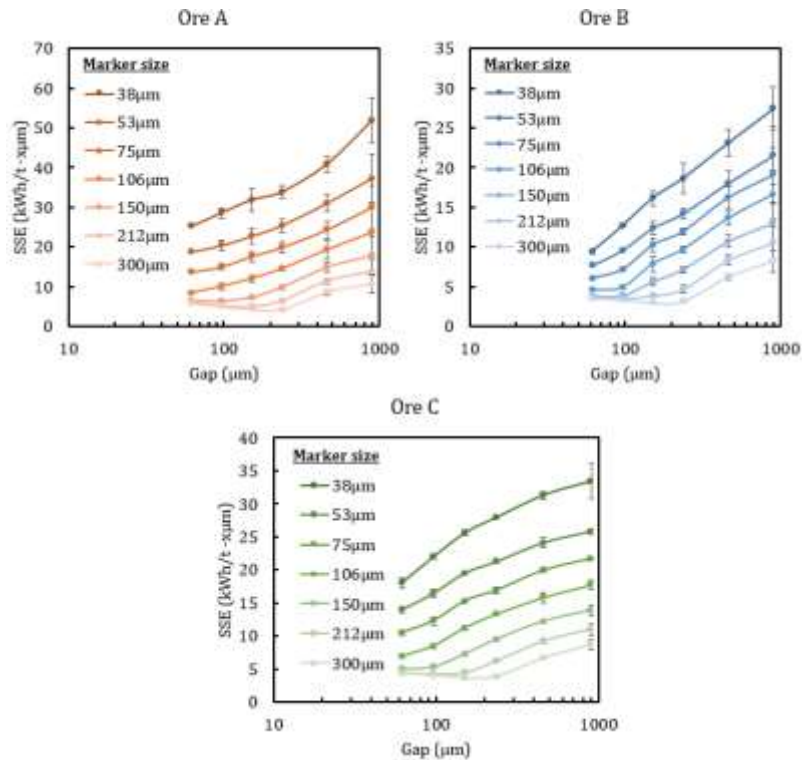 Ore A
SSE (kWh/t -xµm)
70
60
50
40
30
20
10
0
Marker size
38µm
53µm
75µm
106µm
150µm
212µm
300µm
10
100
1000
Gap (µm)
Ore B
SSE (kWh/t -xµm)
35
30
25
20
15
10
5
0
Marker size
38µm
53µm
75µm
106µm
150µm
212µm
300µm
10
100
1000
Gap (µm)
Ore C
SSE (kWh/t -xµm)
40
35
30
25
20
15
10
5
0
Marker size
38µm
53µm
75µm
106µm
150µm
212µm
300µm
10
100
1000
Gap (µm)